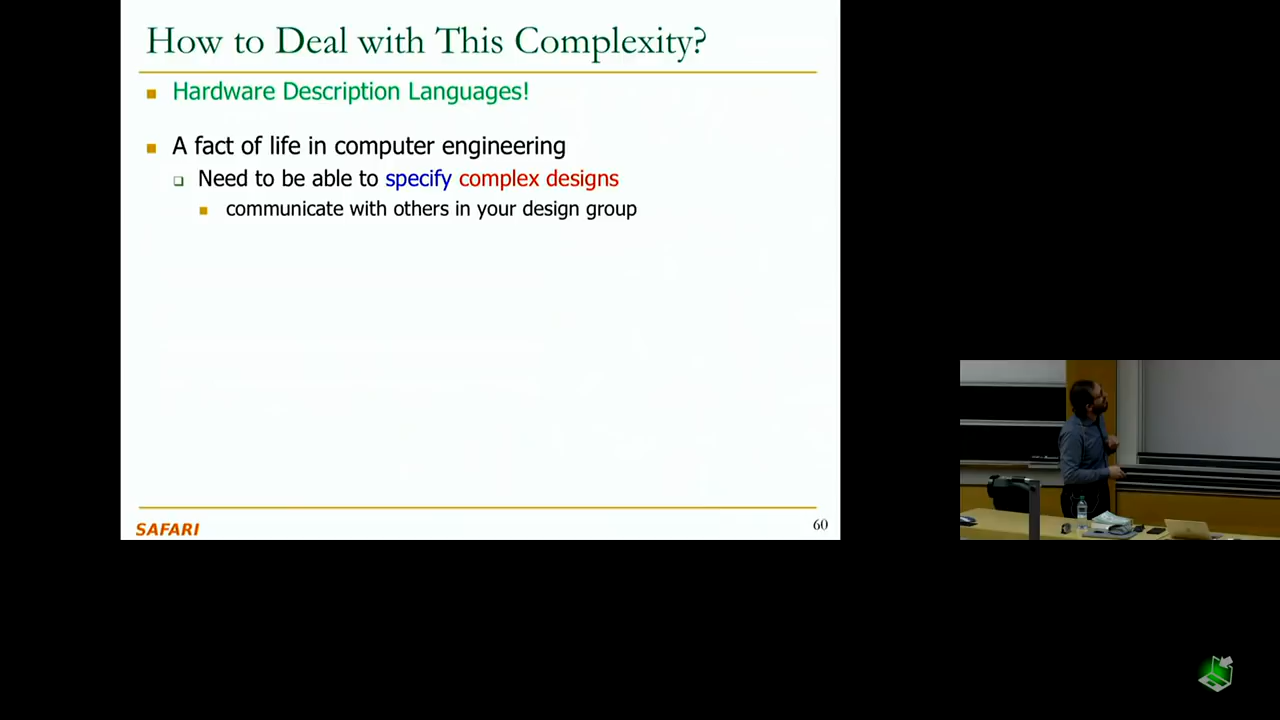 How to Deal with This Complexity?
Hardware Description Languages!
A fact of life in computer engineering
Need to be able to specify complex designs
communicate with others in your design group
SAFARI
60